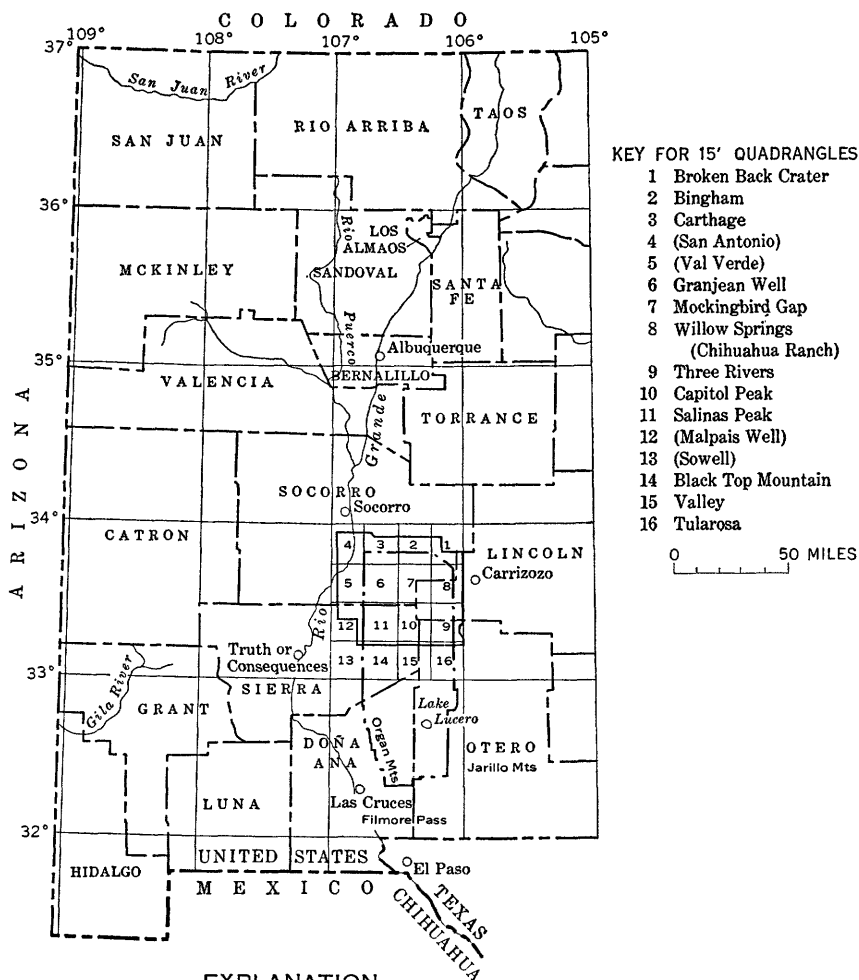 COLORADO
109° 108° 107° 106° 105°
37°
San Juan River
SAN JUAN
RIO ARRIBA
TAOS
36°
Rio
LOS
ALMAOS
MCKINLEY
SANDOVAL
SANTA
FE
Puerco
Albuquerque
35°
BERNALILLO
VALENCIA
TORRANCE
Grande
ARIZONA
SOCORRO
Socorro
34°
CATRON
4 3 2 1
LINCOLN
Carrizozo
5 6 7 8
Rio
12 11 10 9
Truth or
Consequences
13 14 15 16
33°
SIERRA
Gila River
GRANT
Lake
Lucero
DOÑA
ANA
Organ Mts
OTERO
Jarillo Mts
LUNA
Las Cruces
Filmore Pass
32°
UNITED STATES
HIDALGO
El Paso
MEXICO
TEXAS
CHIHUAHUA
KEY FOR 15' QUADRANGLES
1 Broken Back Crater
2 Bingham
3 Carthage
4 (San Antonio)
5 (Val Verde)
6 Granjean Well
7 Mockingbird Gap
8 Willow Springs
(Chihuahua Ranch)
9 Three Rivers
10 Capitol Peak
11 Salinas Peak
12 (Malpais Well)
13 (Sowell)
14 Black Top Mountain
15 Valley
16 Tularosa
0 50 MILES
EXPLANATION